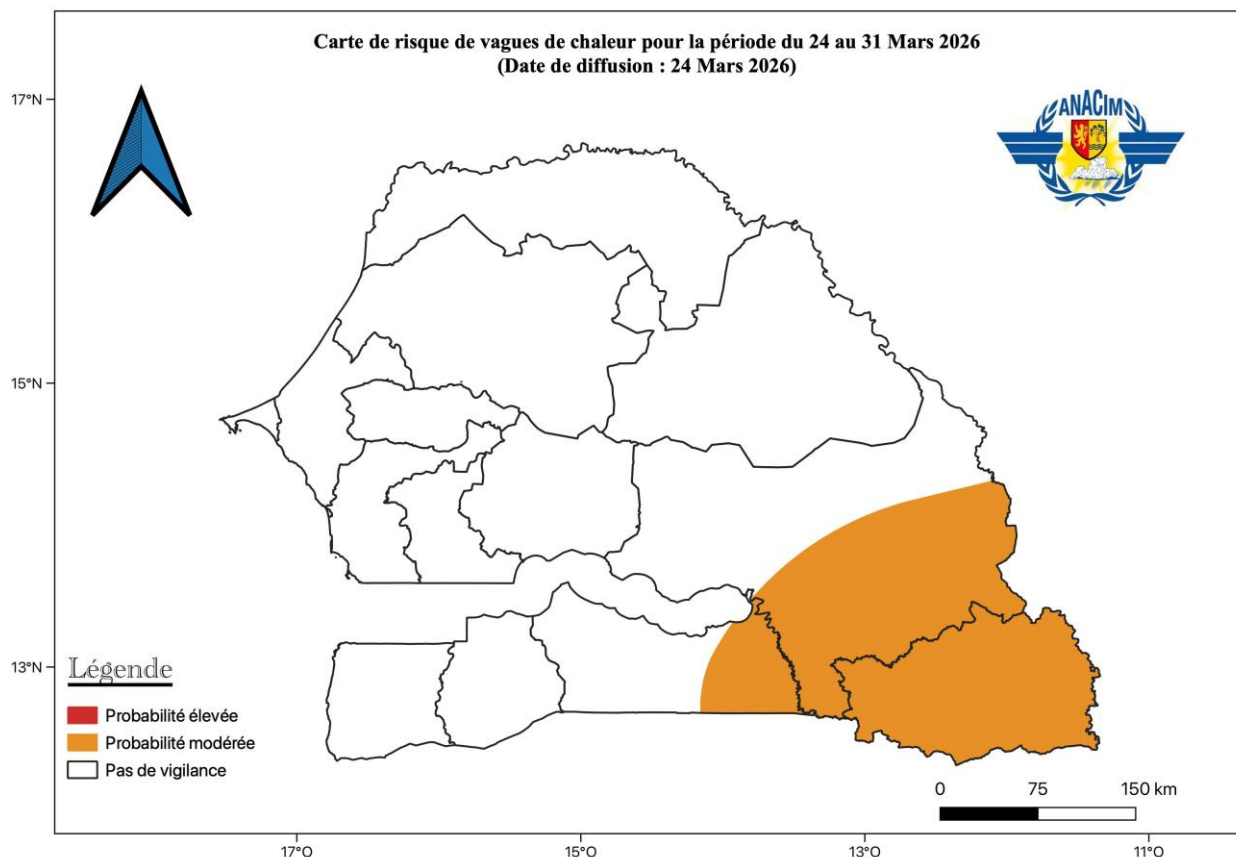 Carte de risque de vagues de chaleur pour la période du 24 au 31 Mars 2026
(Date de diffusion : 24 Mars 2026)
ANACIM
17°N
15°N
13°N
Légende
Probabilité élevée
Probabilité modérée
Pas de vigilance
0 75 150 km
17°O 15°O 13°O 11°O